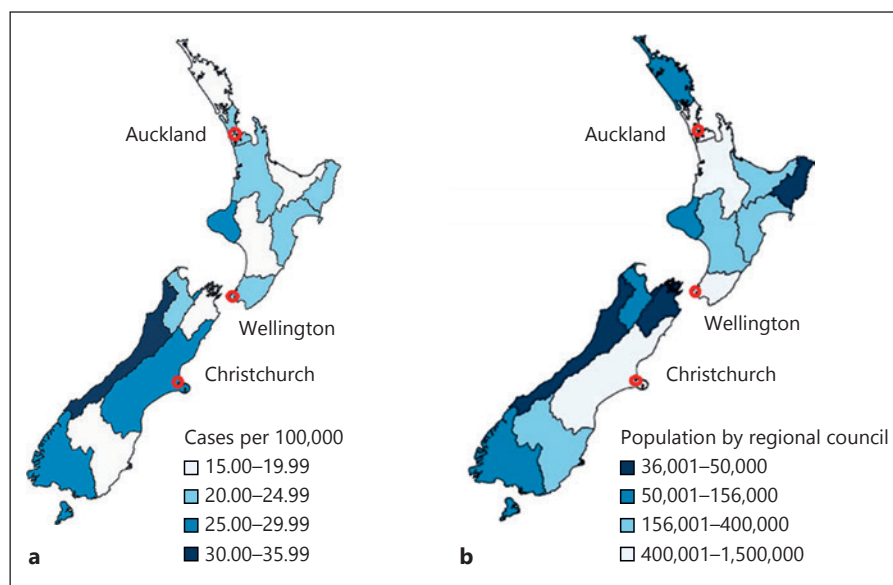 Auckland
Wellington
Christchurch
Cases per 100,000
15.00–19.99
20.00–24.99
25.00–29.99
30.00–35.99
a
Auckland
Wellington
Christchurch
Population by regional council
36,001–50,000
50,001–156,000
156,001–400,000
400,001–1,500,000
b